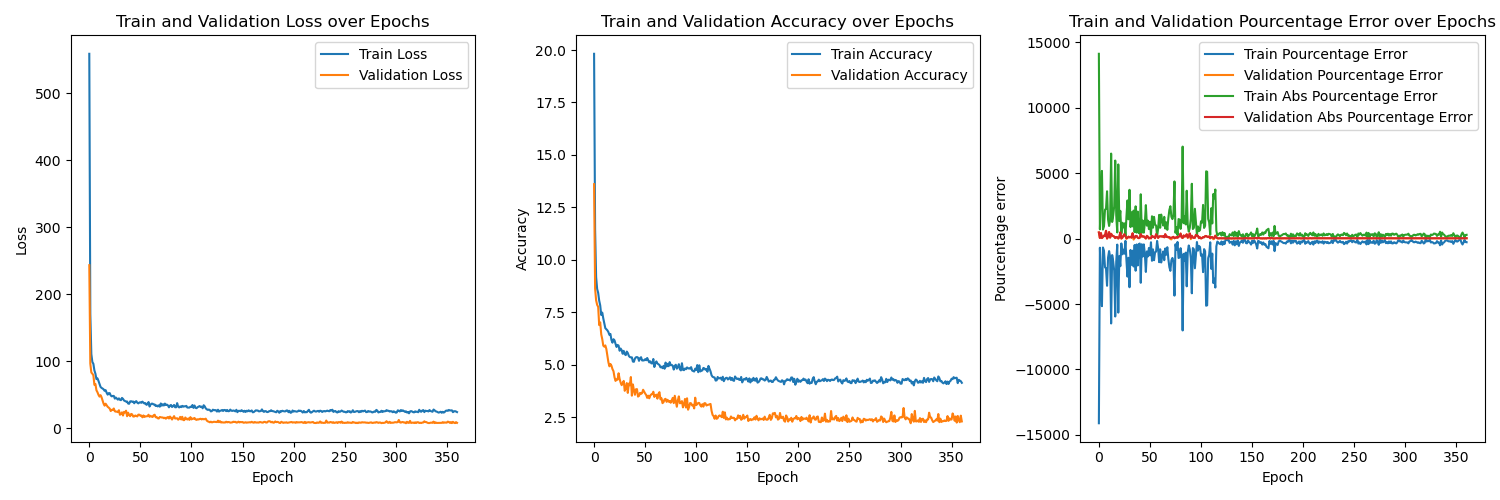 Train and Validation Loss over Epochs
Train Loss
Validation Loss
500
400
300
200
100
0
Loss
0 50 100 150 200 250 300 350
Epoch
Train and Validation Accuracy over Epochs
Train Accuracy
Validation Accuracy
20.0
17.5
15.0
12.5
10.0
7.5
5.0
2.5
Accuracy
0 50 100 150 200 250 300 350
Epoch
Train and Validation Pourcentage Error over Epochs
Train Pourcentage Error
Validation Pourcentage Error
Train Abs Pourcentage Error
Validation Abs Pourcentage Error
15000
10000
5000
0
−5000
−10000
−15000
Pourcentage error
0 50 100 150 200 250 300 350
Epoch